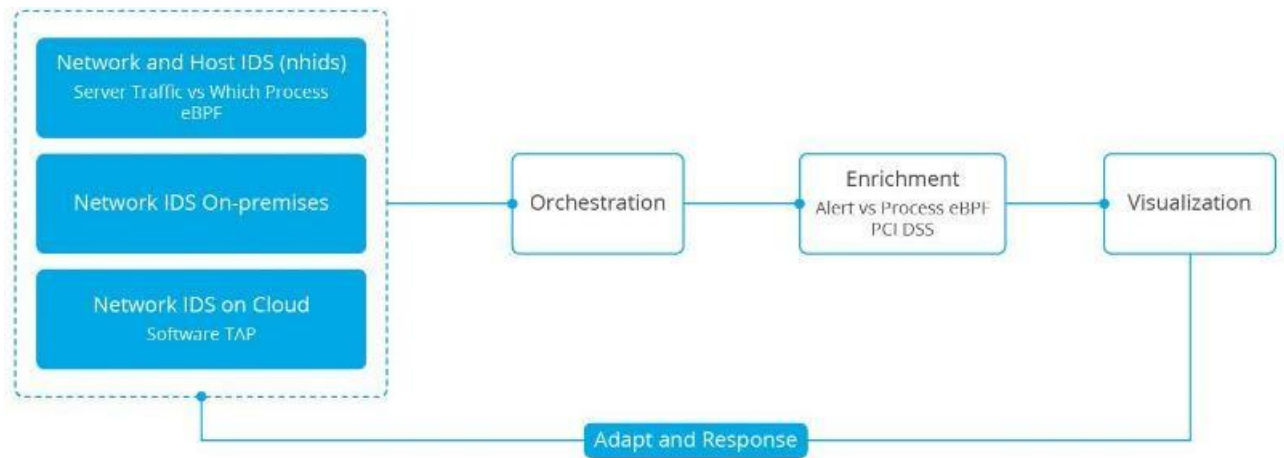 Network and Host IDS (nhids)
Server Traffic vs Which Process
eBPF
Network IDS On-premises
Network IDS on Cloud
Software TAP
Orchestration
Enrichment
Alert vs Process eBPF
PCI DSS
Visualization
Adapt and Response